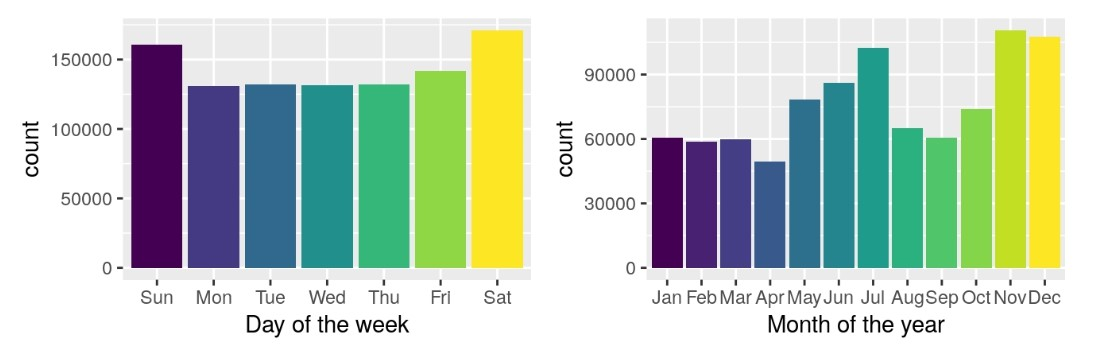 count
150000
100000
50000
0
Sun Mon Tue Wed Thu Fri Sat
Day of the week
count
90000
60000
30000
0
Jan Feb Mar Apr May Jun Jul Aug Sep Oct Nov Dec
Month of the year